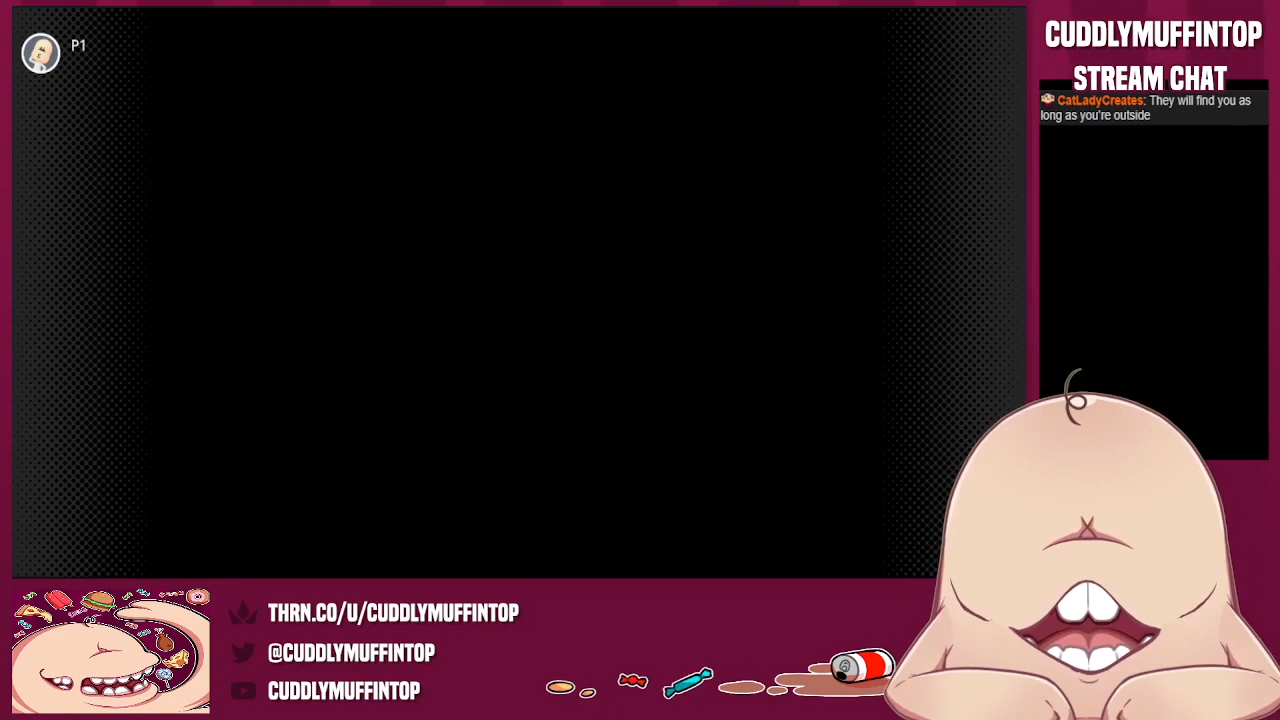 P1
CUDDLYMUFFINTOP
STREAM CHAT
CatLadyCreates: They will find you as
long as you're outside
THRN.CO/U/CUDDLYMUFFINTOP
@CUDDLYMUFFINTOP
CUDDLYMUFFINTOP